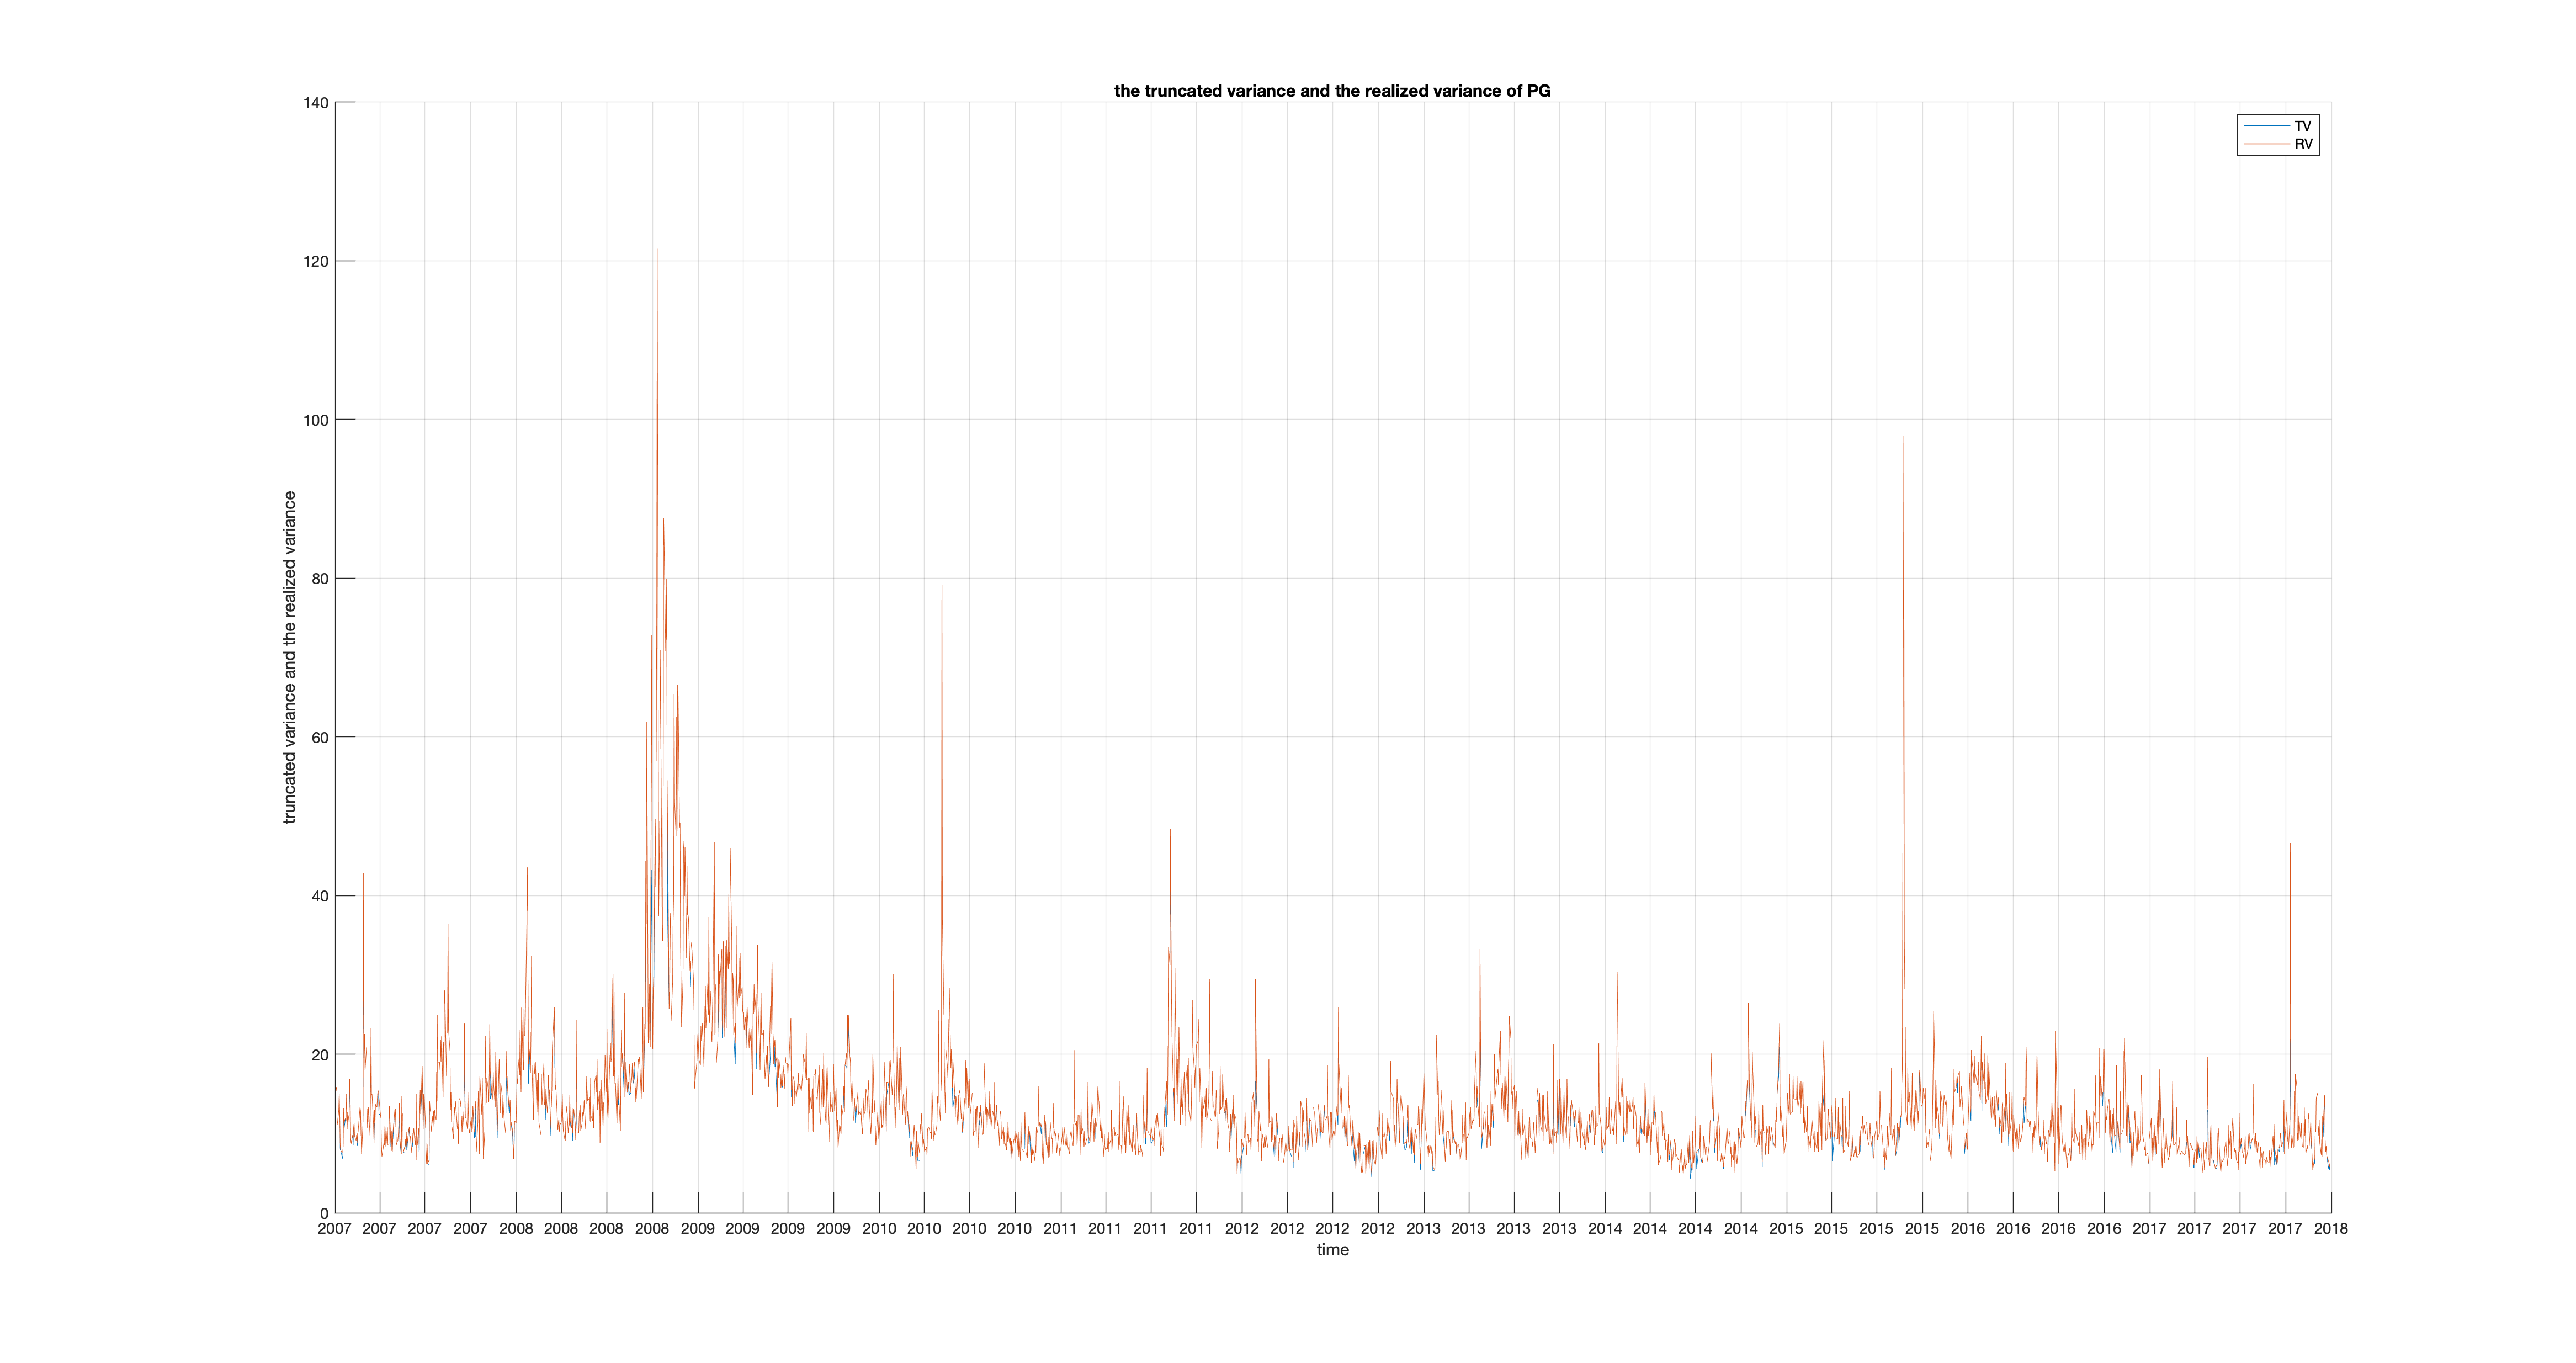 the truncated variance and the realized variance of PG
TV
RV
truncated variance and the realized variance
140
120
100
80
60
40
20
0
2007 2007 2007 2007 2008 2008 2008 2008 2009 2009 2009 2009 2010 2010 2010 2010 2011 2011 2011 2011 2012 2012 2012 2012 2013 2013 2013 2013 2014 2014 2014 2014 2015 2015 2015 2015 2016 2016 2016 2016 2017 2017 2017 2017 2018
time